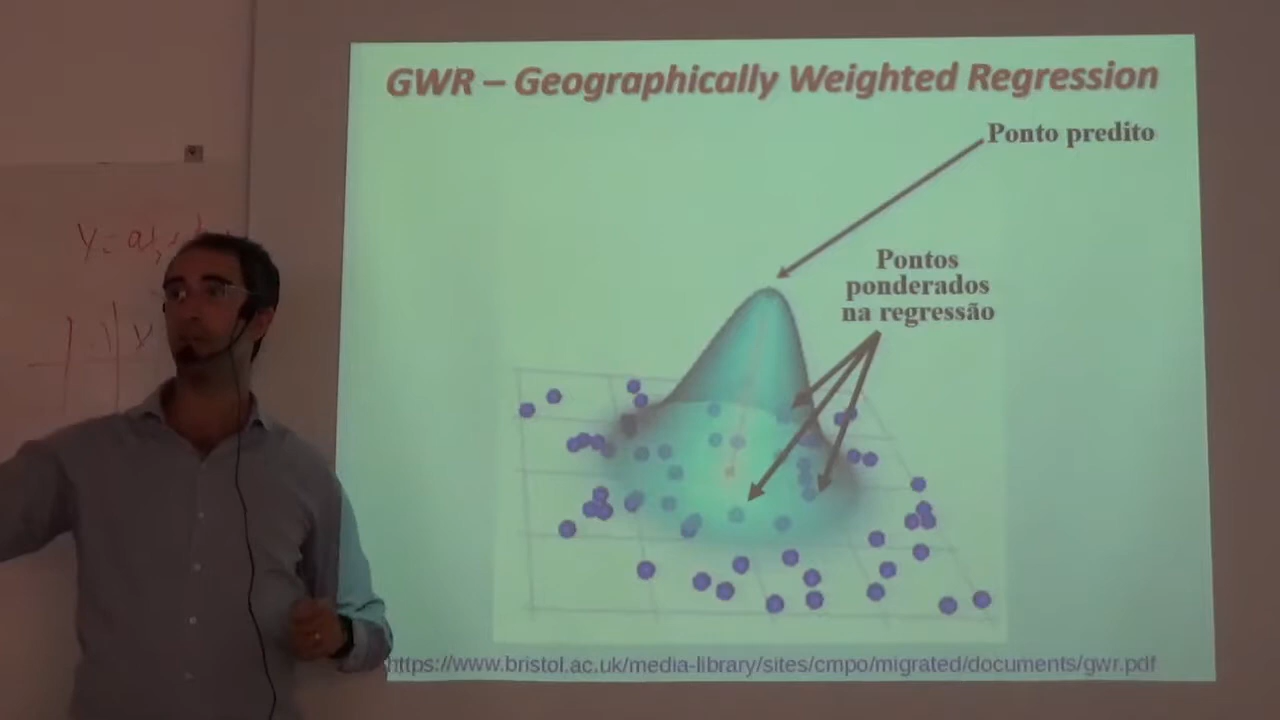 GWR – Geographically Weighted Regression
Ponto predito
Pontos
ponderados
na regressão
https://www.bristol.ac.uk/media-library/sites/cmpo/migrated/documents/gwr.pdf